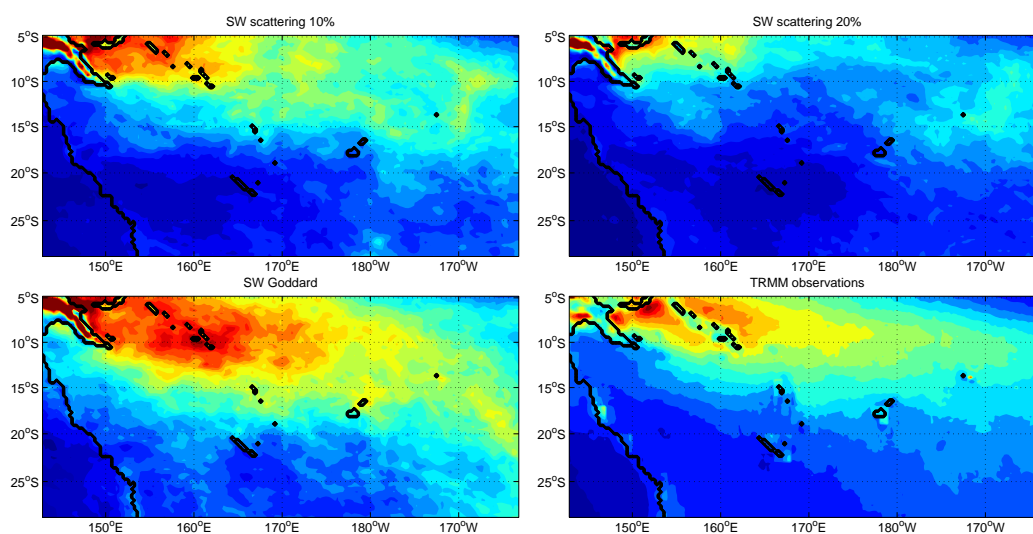 SW scattering 10%
SW scattering 20%
5°S
10°S
15°S
20°S
25°S
150°E 160°E 170°E 180°W 170°W
5°S
10°S
15°S
20°S
25°S
150°E 160°E 170°E 180°W 170°W
SW Goddard
TRMM observations
5°S
10°S
15°S
20°S
25°S
150°E 160°E 170°E 180°W 170°W
5°S
10°S
15°S
20°S
25°S
150°E 160°E 170°E 180°W 170°W